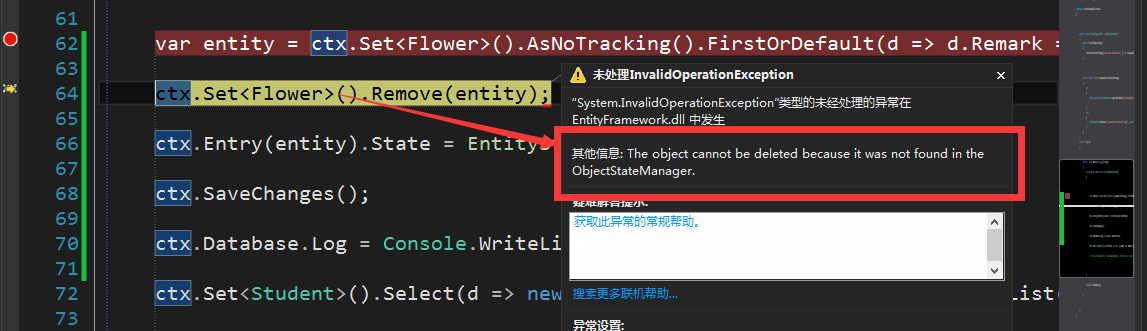 61
62 var entity = ctx.Set<Flower>().AsNoTracking().FirstOrDefault(d => d.Remark =
63
未处理InvalidOperationException
64 ctx.Set<Flower>().Remove(entity);
65
“System.InvalidOperationException”类型的未经处理的异常在
EntityFramework.dll 中发生
66 ctx.Entry(entity).State =
67
其他信息: The object cannot be deleted because it was not found in the
ObjectStateManager.
68 ctx.SaveChanges();
69
疑难解答提示:
获取此异常的常规帮助。
70 ctx.Database.Log = Console.WriteLi
71
72 ctx.Set<Student>().Select(d => new
搜索更多联机帮助...
73
异常设置: